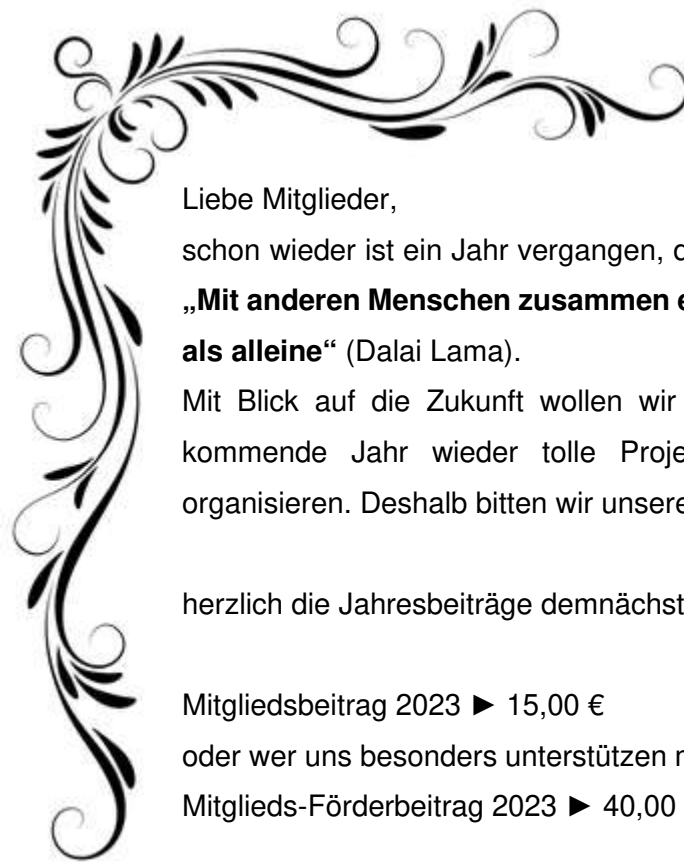 Liebe Mitglieder,
schon wieder ist ein Jahr vergangen,
„Mit anderen Menschen zusammen
als alleine“ (Dalai Lama).
Mit Blick auf die Zukunft wollen wir
kommende Jahr wieder tolle
organisieren. Deshalb bitten wir unsere
herzlich die Jahresbeiträge demnächst
Mitgliedsbeitrag 2023 ► 15,00 €
oder wer uns besonders unterstützen
Mitglieds-Förderbeitrag 2023 ► 40,00